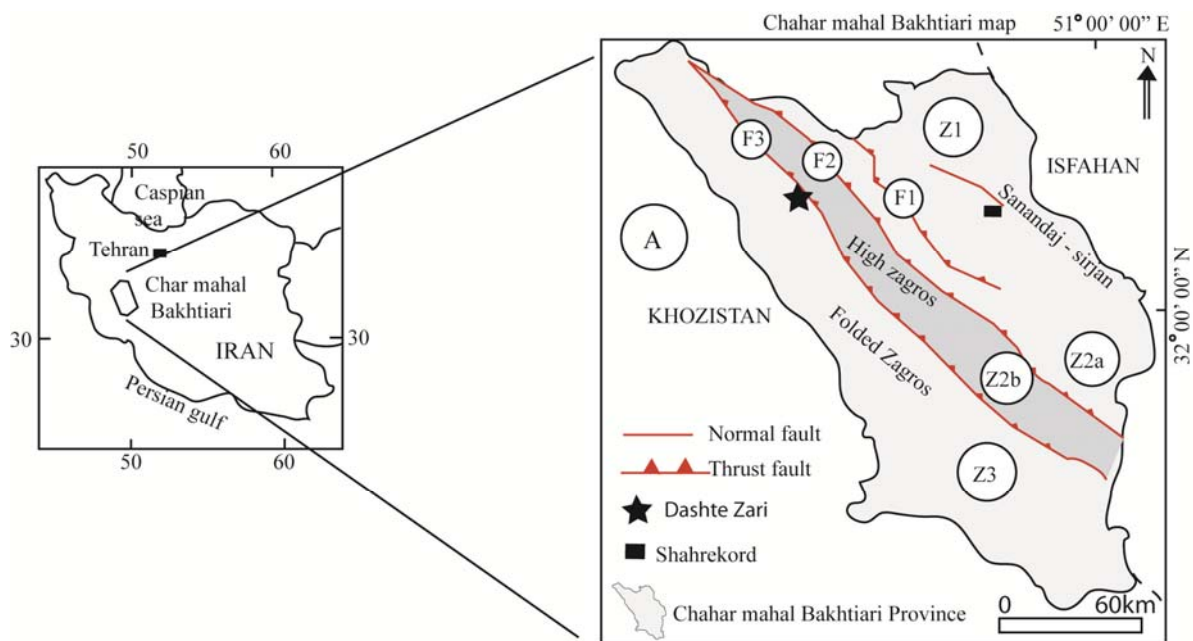 Chahar mahal Bakhtiari map
51° 00' 00'' E
50
60
Caspian
sea
Tehran
Char mahal
Bakhtiari
30
30
IRAN
Persian gulf
50
60
N
Z1
F3
F2
F1
ISFAHAN
Sanandaj - sirjan
A
KHOZISTAN
High zagros
Folded Zagros
32° 00' 00'' N
Z2a
Z2b
Z3
Normal fault
Thrust fault
Dashte Zari
Shahrekord
Chahar mahal Bakhtiari Province
0
60km